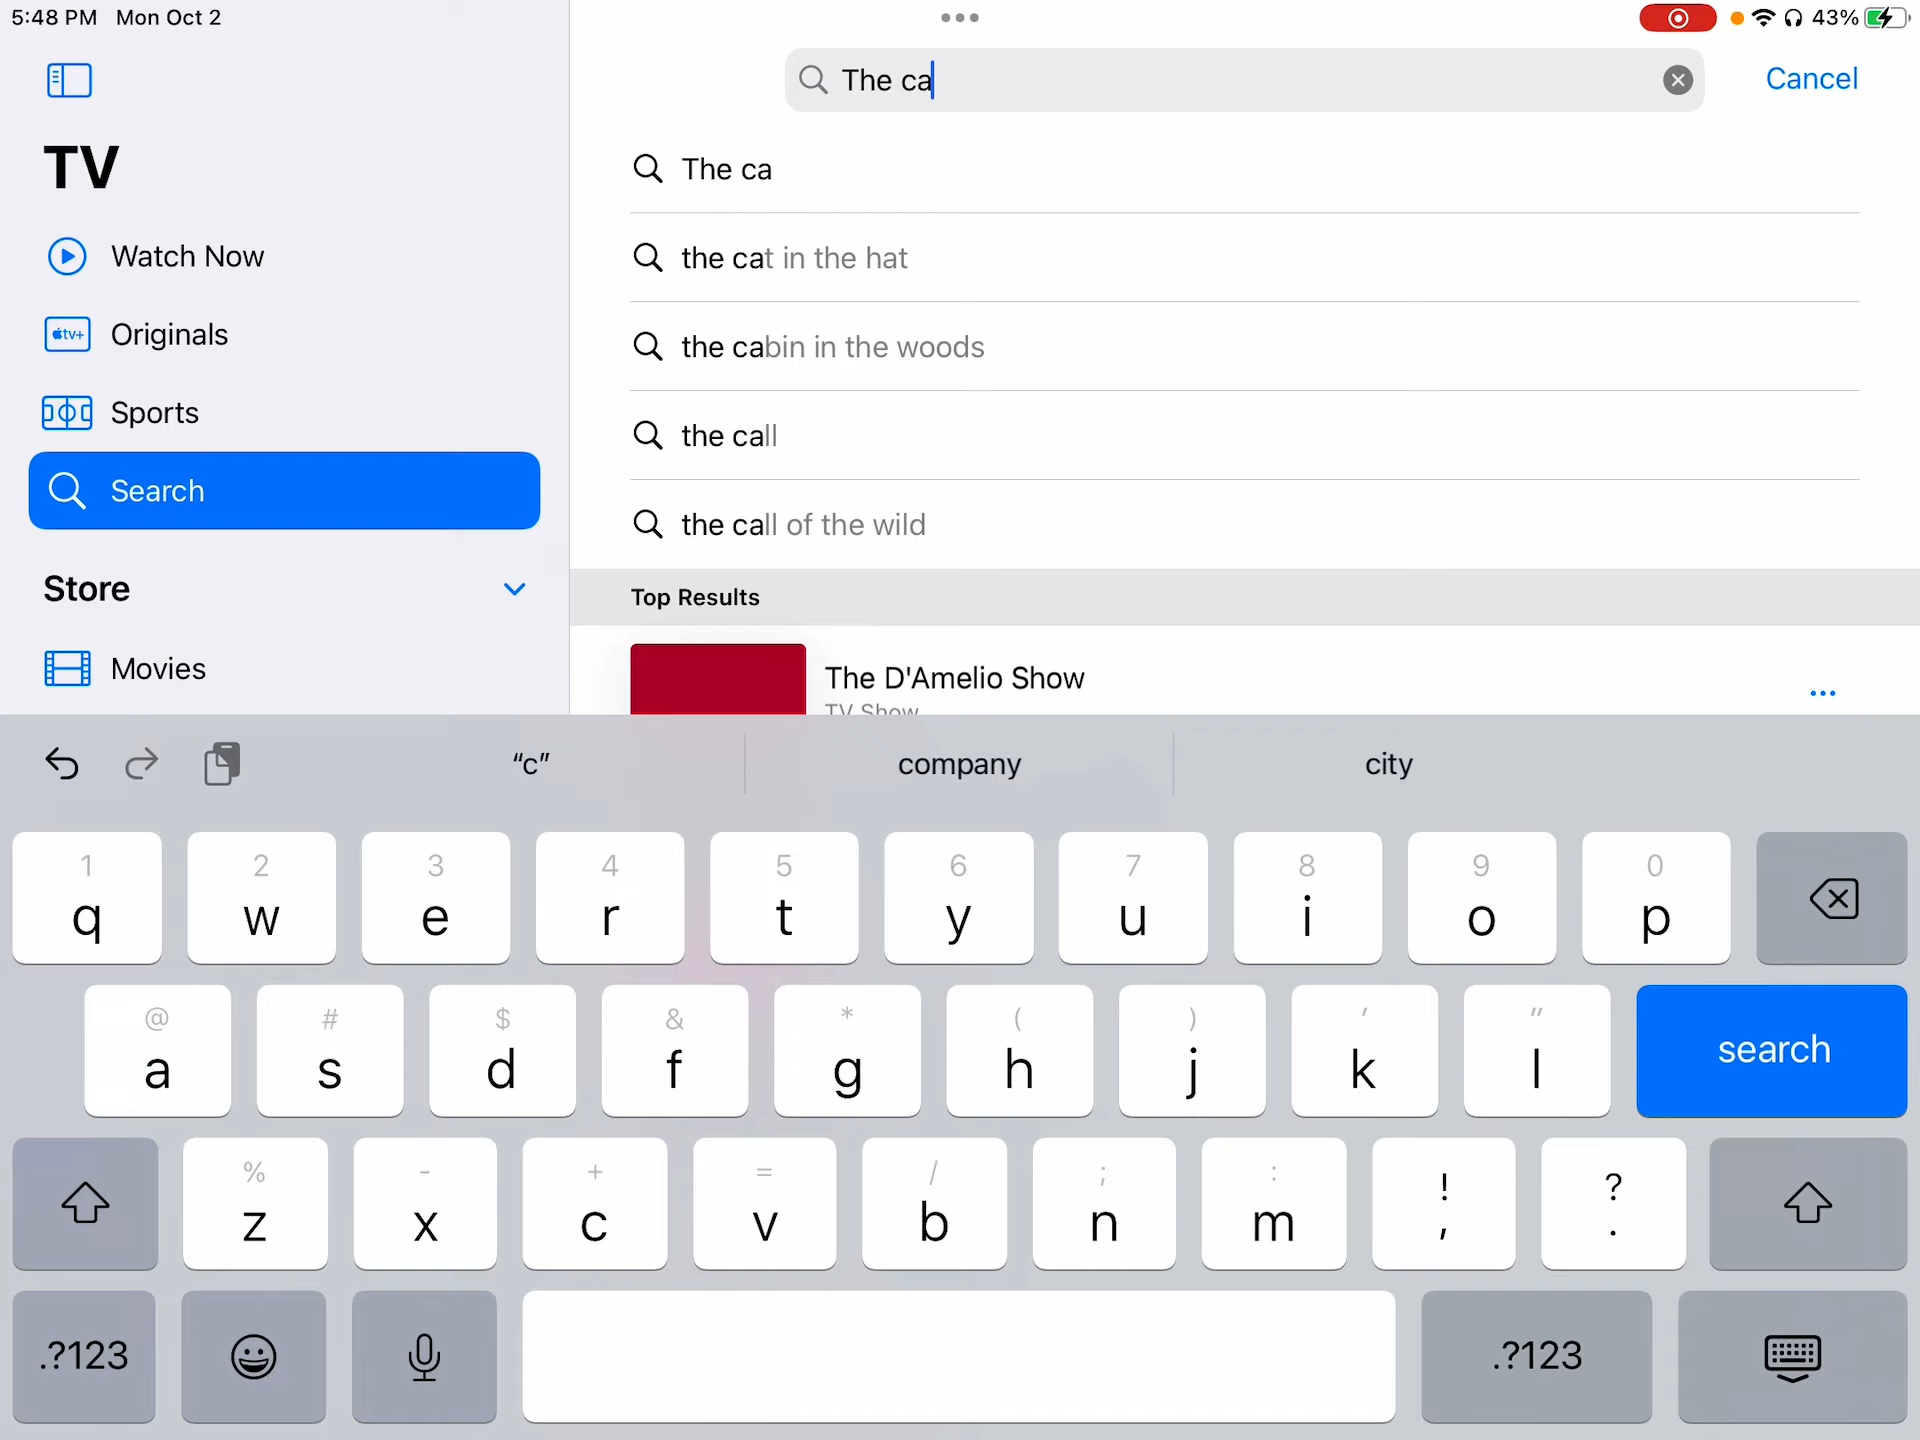 5:48 PM Mon Oct 2
43%
The ca
Cancel
TV
Watch Now
tv+ Originals
Sports
Search
Store
Movies
The ca
the cat in the hat
the cabin in the woods
the call
the call of the wild
Top Results
The D'Amelio Show
TV Show
“c” company city
1 2 3 4 5 6 7 8 9 0
q w e r t y u i o p
@ # $ & * ( ) ' "
a s d f g h j k l search
% - + = / ; : ! ?
z x c v b n m , .
.?123 .?123